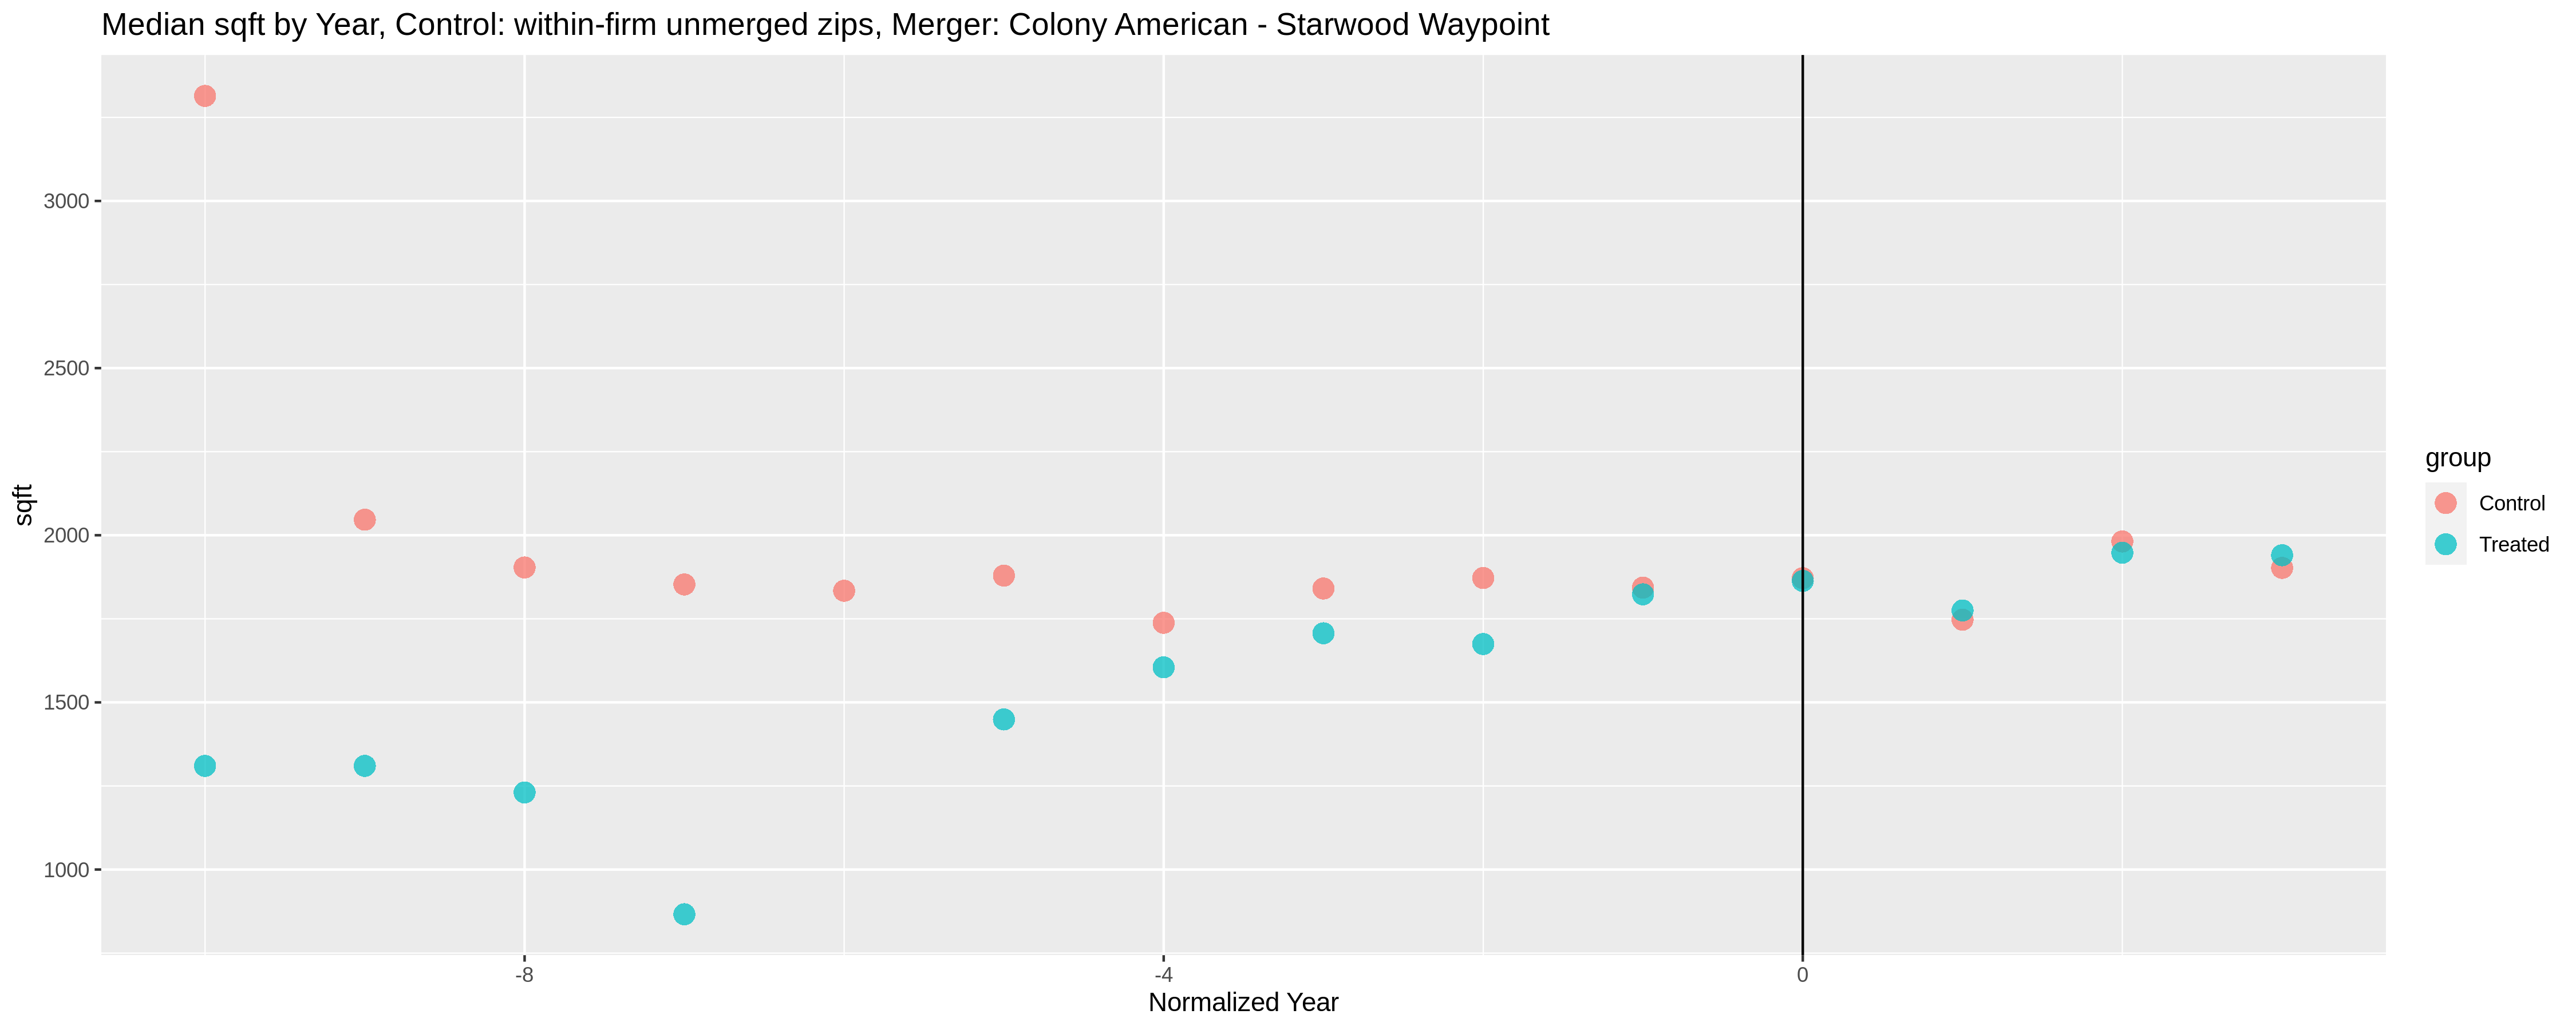 Median sqft by Year, Control: within-firm unmerged zips, Merger: Colony American - Starwood Waypoint
3000
2500
2000
1500
1000
sqft
-8
-4
0
Normalized Year
group
Control
Treated